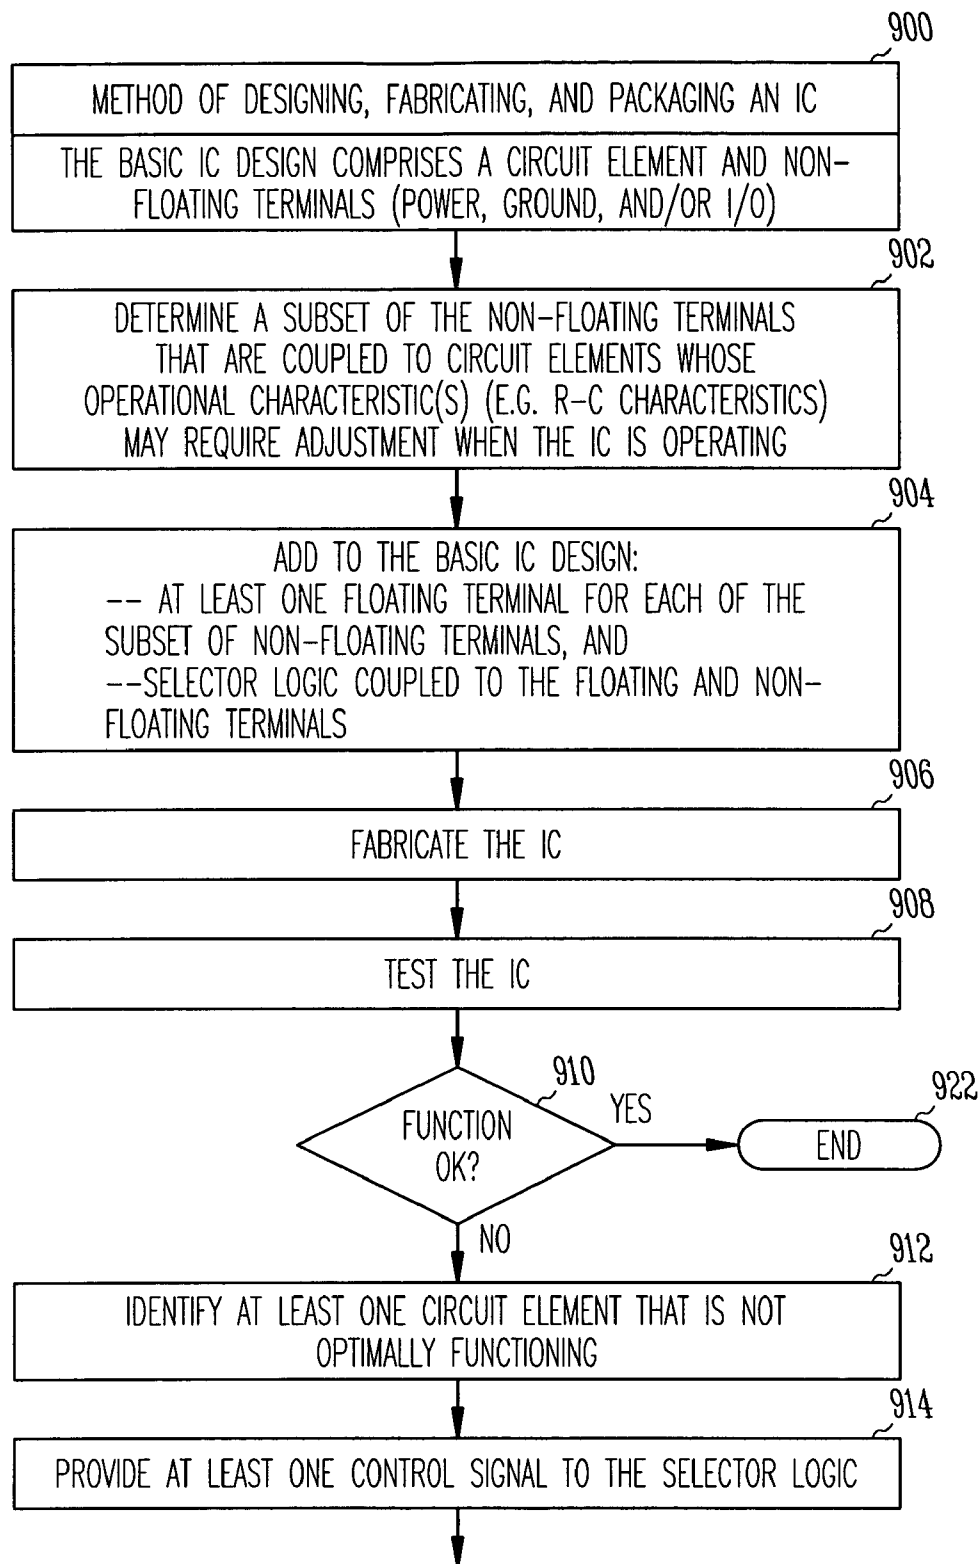 900
METHOD OF DESIGNING, FABRICATING, AND PACKAGING AN IC
THE BASIC IC DESIGN COMPRISES A CIRCUIT ELEMENT AND NON-
FLOATING TERMINALS (POWER, GROUND, AND/OR I/O)
902
DETERMINE A SUBSET OF THE NON-FLOATING TERMINALS
THAT ARE COUPLED TO CIRCUIT ELEMENTS WHOSE
OPERATIONAL CHARACTERISTIC(S) (E.G. R-C CHARACTERISTICS)
MAY REQUIRE ADJUSTMENT WHEN THE IC IS OPERATING
904
ADD TO THE BASIC IC DESIGN:
-- AT LEAST ONE FLOATING TERMINAL FOR EACH OF THE
SUBSET OF NON-FLOATING TERMINALS, AND
--SELECTOR LOGIC COUPLED TO THE FLOATING AND NON-
FLOATING TERMINALS
906
FABRICATE THE IC
908
TEST THE IC
910
FUNCTION
OK?
YES
922
END
NO
912
IDENTIFY AT LEAST ONE CIRCUIT ELEMENT THAT IS NOT
OPTIMALLY FUNCTIONING
914
PROVIDE AT LEAST ONE CONTROL SIGNAL TO THE SELECTOR LOGIC